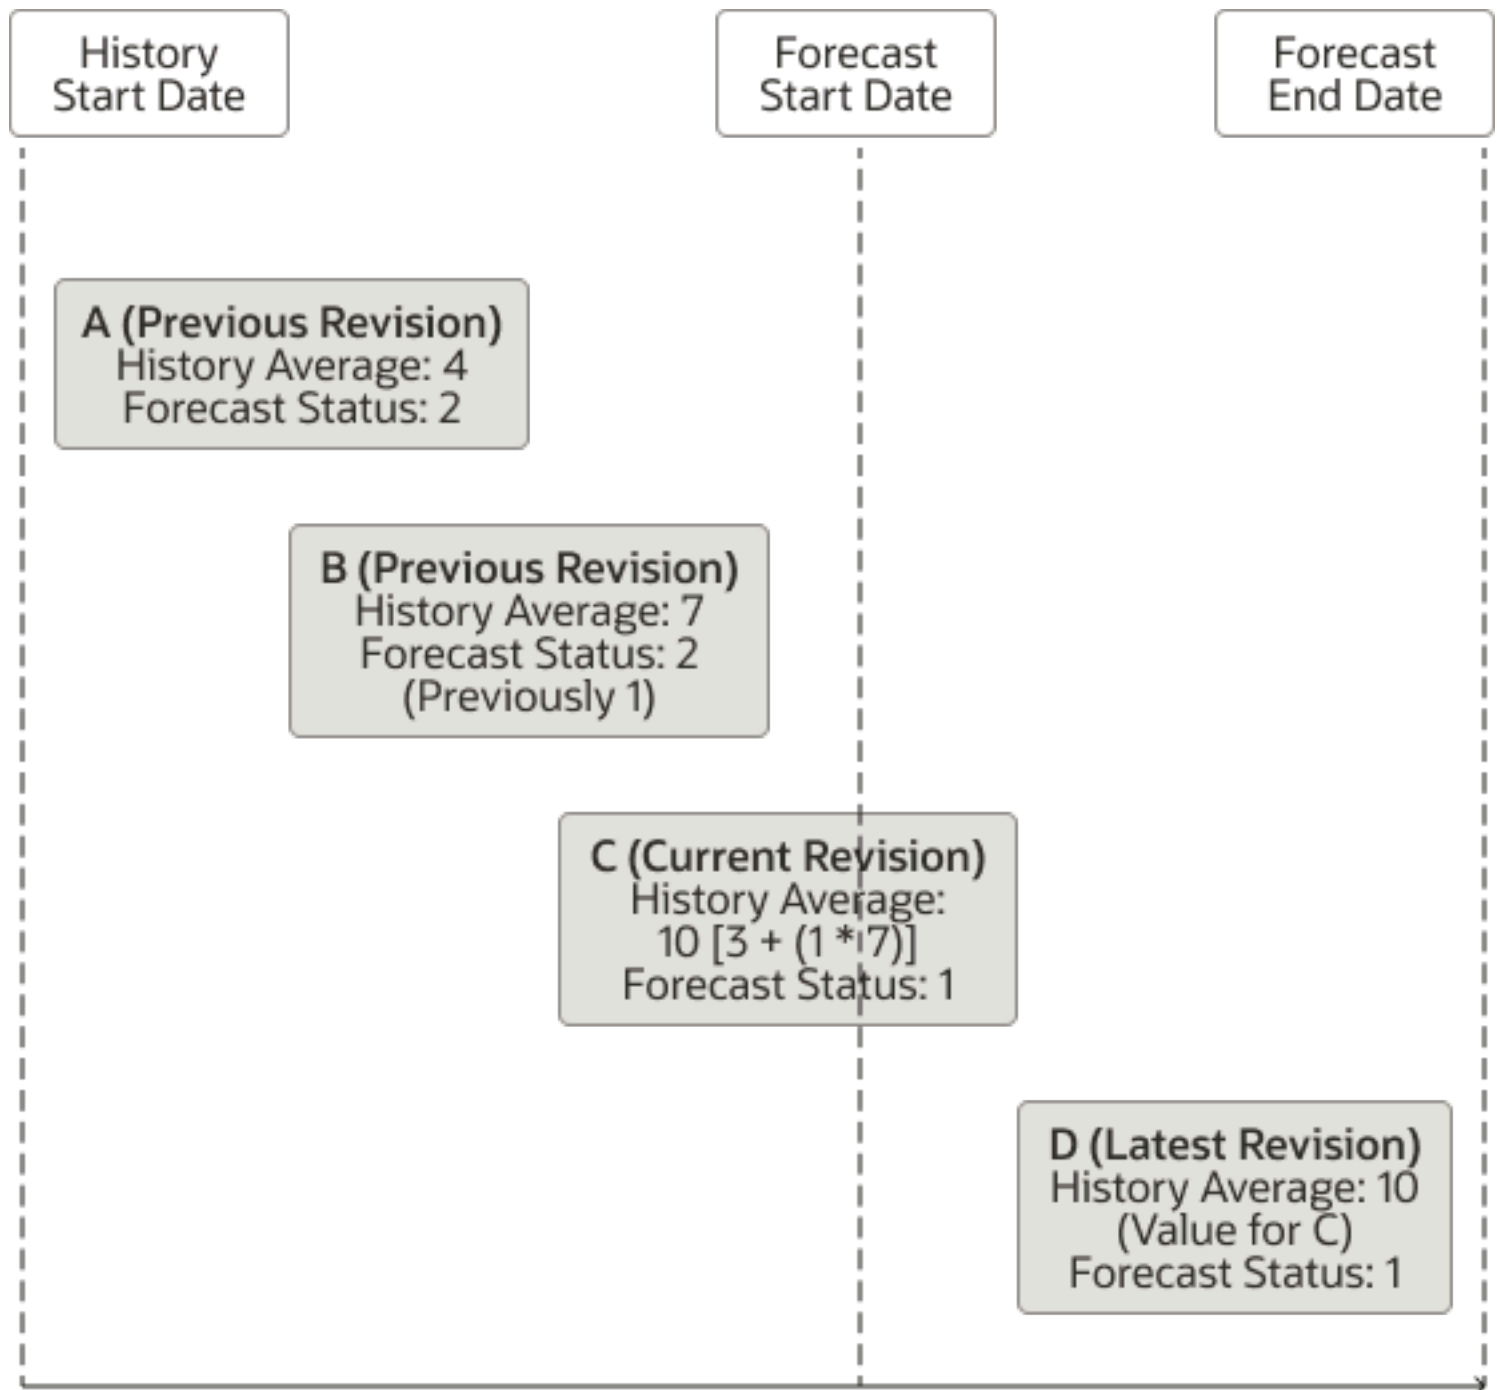 History
Start Date
Forecast
Start Date
Forecast
End Date
A (Previous Revision)
History Average: 4
Forecast Status: 2
B (Previous Revision)
History Average: 7
Forecast Status: 2
(Previously 1)
C (Current Revision)
History Average:
10 [3 + (1 * 7)]
Forecast Status: 1
D (Latest Revision)
History Average: 10
(Value for C)
Forecast Status: 1